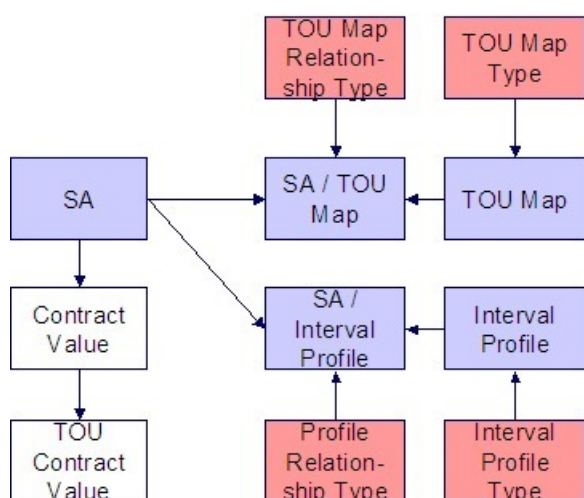 TOU Map
Relation-
ship Type
TOU Map
Type
SA
SA / TOU
Map
TOU Map
Contract
Value
SA /
Interval
Profile
Interval
Profile
TOU
Contract
Value
Profile
Relation-
ship Type
Interval
Profile
Type